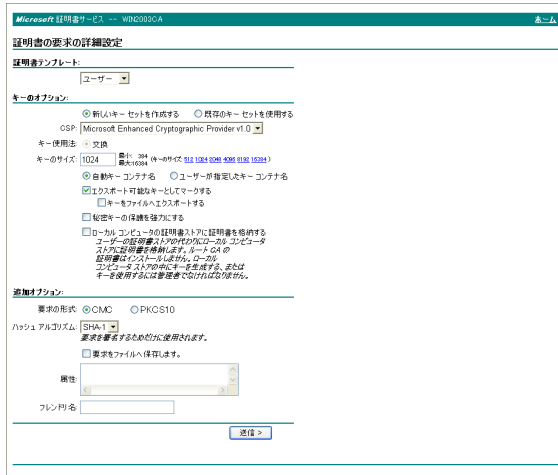 Microsoft 証明書サービス -- WIN2003CA ホーム
証明書の要求の詳細設定
証明書テンプレート:
ユーザー
キーのオプション:
新しいキー セットを作成する 既存のキー セットを使用する
CSP: Microsoft Enhanced Cryptographic Provider v1.0
キー使用法: 交換
キーのサイズ: 1024 最小: 384 最大:16384 (キーのサイズ: 512 1024 2048 4096 8192 16384 )
自動キー コンテナ名 ユーザーが指定したキー コンテナ名
エクスポート可能なキーとしてマークする
キーをファイルへエクスポートする
秘密キーの保護を強力にする
ローカル コンピュータの証明書ストアに証明書を格納する
ユーザーの証明書ストアの代わりにローカル コンピュータ
ストアに証明書を格納します。ルート CA の
証明書はインストールしません。ローカル
コンピュータ ストアの中にキーを生成する、または
キーを使用するには管理者でなければなりません。
追加オプション:
要求の形式: CMC PKCS10
ハッシュ アルゴリズム: SHA-1
要求を署名するためだけに使用されます。
要求をファイルへ保存します。
属性:
フレンドリ名:
送信 >